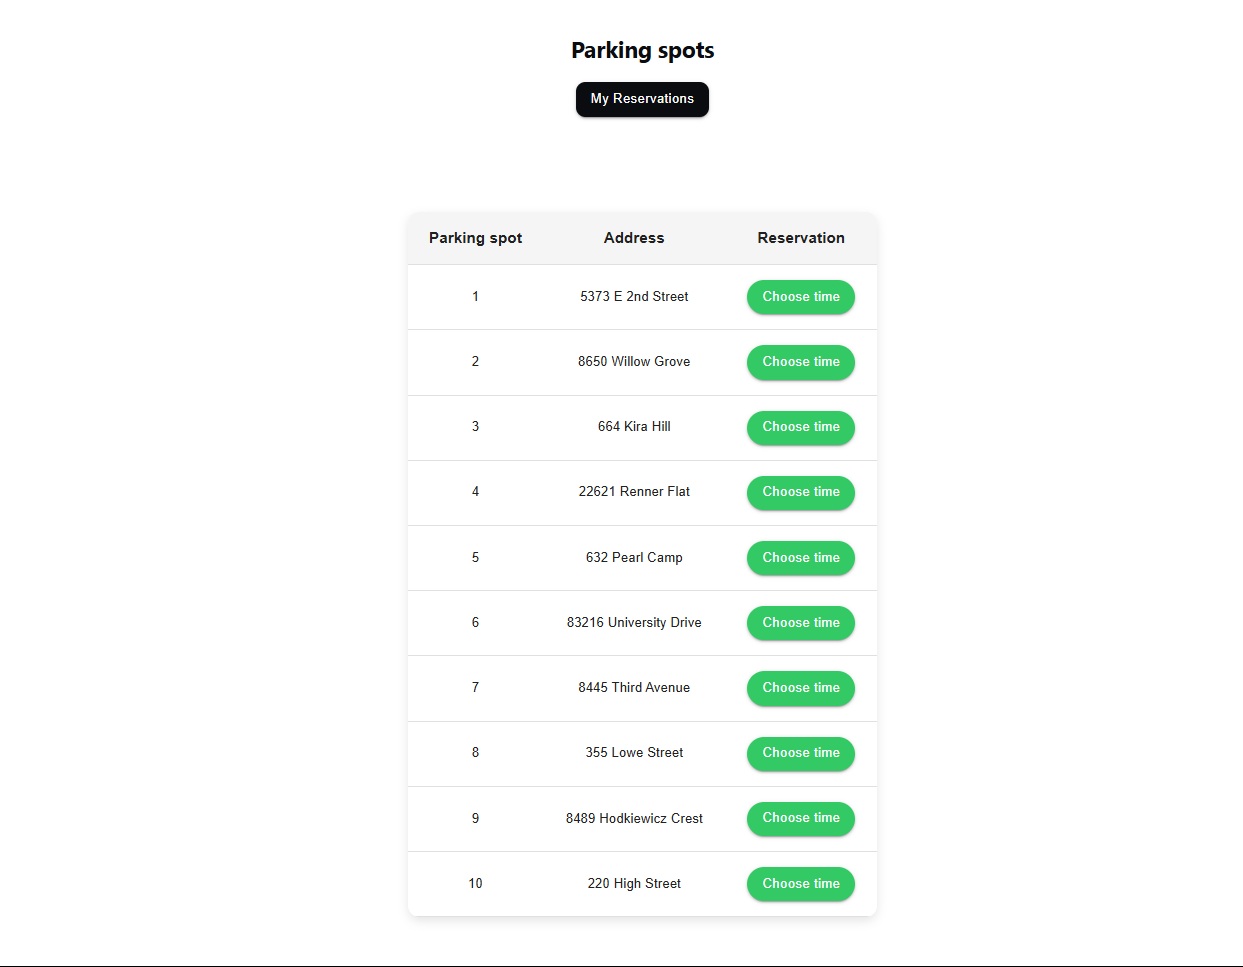 Parking spots
My Reservations
Parking spot Address Reservation
1 5373 E 2nd Street Choose time
2 8650 Willow Grove Choose time
3 664 Kira Hill Choose time
4 22621 Renner Flat Choose time
5 632 Pearl Camp Choose time
6 83216 University Drive Choose time
7 8445 Third Avenue Choose time
8 355 Lowe Street Choose time
9 8489 Hodkiewicz Crest Choose time
10 220 High Street Choose time